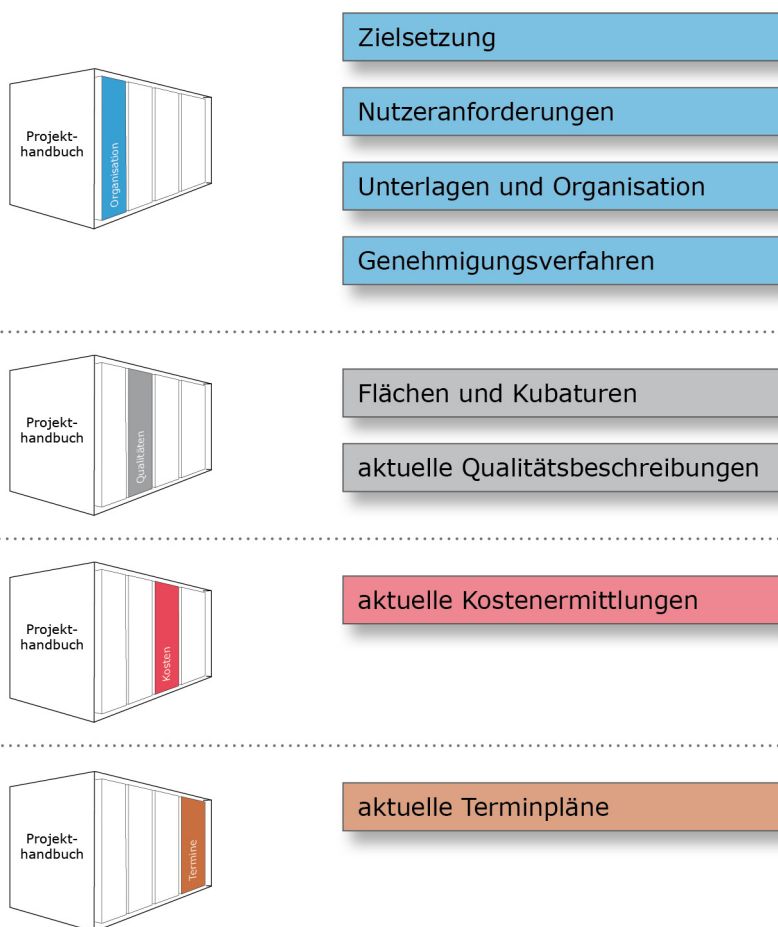 Zielsetzung
Projekt-
handbuch
Organisation
Nutzeranforderungen
Unterlagen und Organisation
Genehmigungsverfahren
Projekt-
handbuch
Qualitäten
Flächen und Kubaturen
aktuelle Qualitätsbeschreibungen
Projekt-
handbuch
Kosten
aktuelle Kostenermittlungen
Projekt-
handbuch
Termine
aktuelle Terminpläne